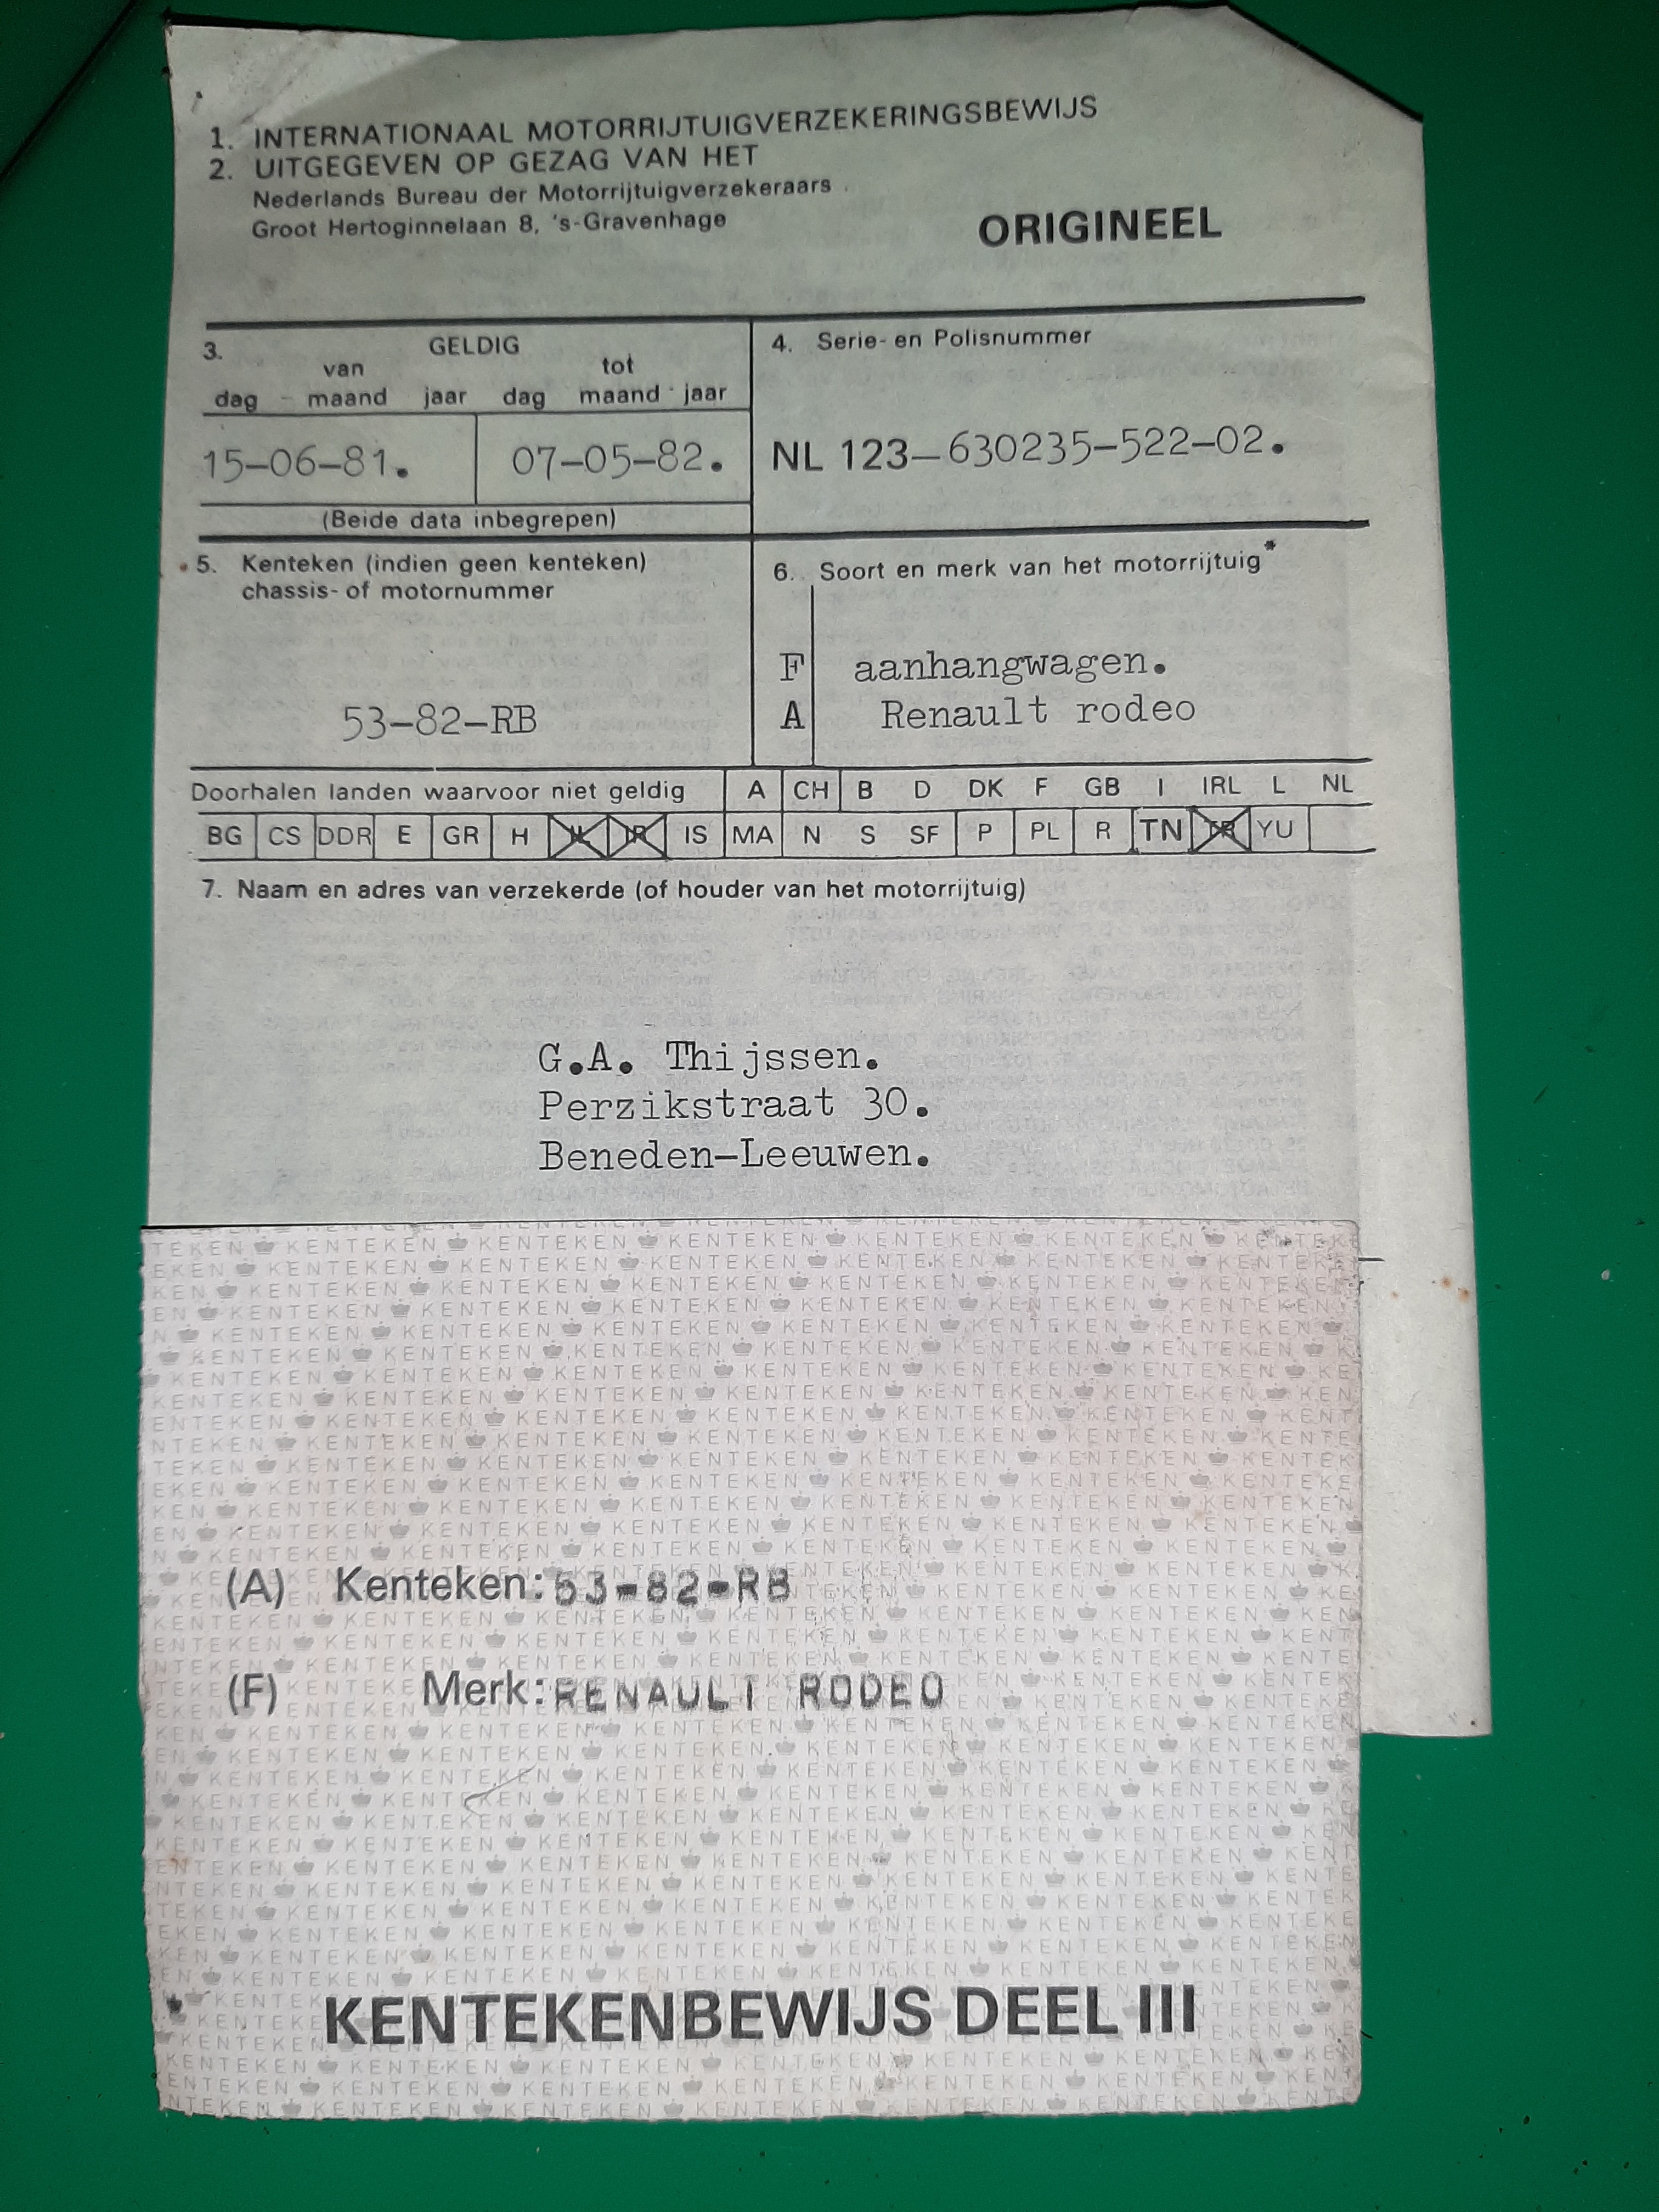 1. INTERNATIONAAL MOTORRIJTUIGVERZEKERINGSBEWIJS
2. UITGEGEVEN OP GEZAG VAN HET
Nederlands Bureau der Motorrijtuigverzekeraars
Groot Hertoginnelaan 8, 's-Gravenhage
ORIGINEEL
3. GELDIG
van tot
dag - maand jaar dag maand - jaar
15-06-81. 07-05-82.
(Beide data inbegrepen)
4. Serie- en Polisnummer
NL 123-630235-522-02.
5. Kenteken (indien geen kenteken)
chassis- of motornummer
53-82-RB
6. Soort en merk van het motorrijtuig*
F aanhangwagen.
A Renault rodeo
Doorhalen landen waarvoor niet geldig A CH B D DK F GB I IRL L NL
BG CS DDR E GR H IL IR IS MA N S SF P PL R TN TR YU
7. Naam en adres van verzekerde (of houder van het motorrijtuig)
G.A. Thijssen.
Perzikstraat 30.
Beneden-Leeuwen.
(A) Kenteken: 53-82-RB
(F) Merk: RENAULT RODEO
KENTEKENBEWIJS DEEL III